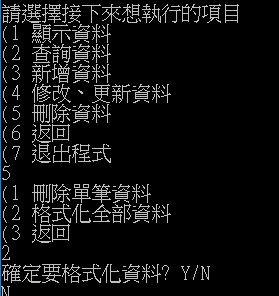 請選擇接下來想執行的項目
(1 顯示資料
(2 查詢資料
(3 新增資料
(4 修改、更新資料
(5 刪除資料
(6 返回
(7 退出程式
5
(1 刪除單筆資料
(2 格式化全部資料
(3 返回
2
確定要格式化資料? Y/N
N